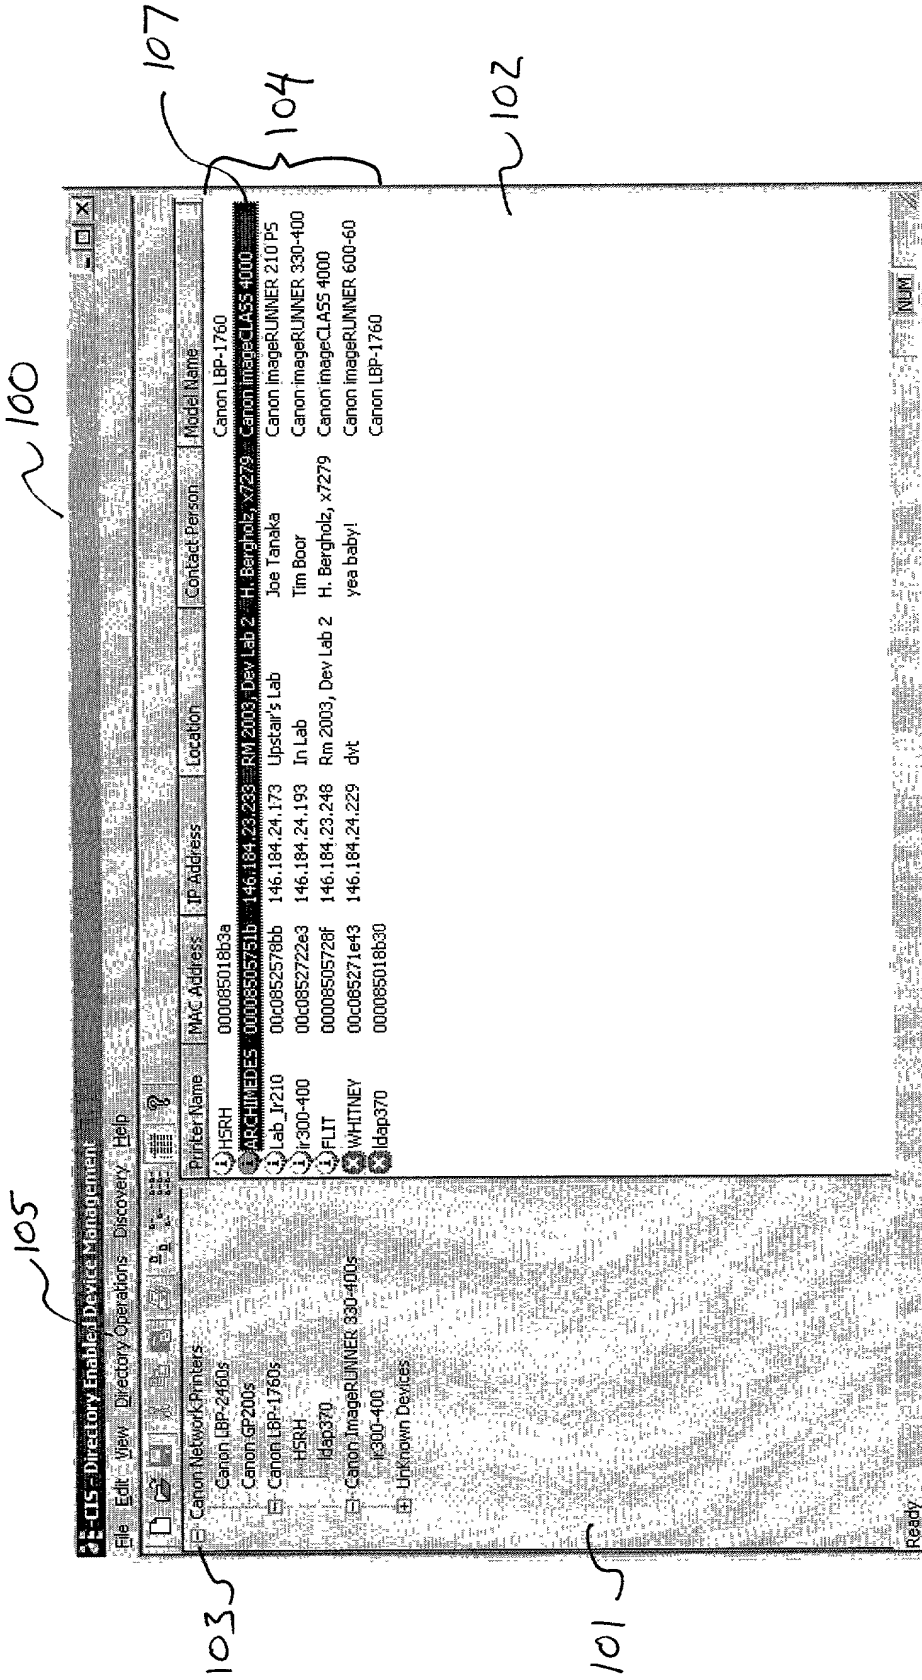 100
105
107
104
102
103
101
E-CTS - Directory Enabled Device Management
File Edit View Directory Operations Discovery Help
Canon Network Printers
Canon LBP-2460s
Canon GP200s
Canon LBP-1760s
HSRH
ldap370
Canon ImageRUNNER 330-400s
ir300-400
Unknown Devices
Printer Name MAC Address IP Address Location Contact Person Model Name
HSRH 000085018b3a Canon LBP-1760
ARCHIMEDES 00008505751b 146.184.23.233 RM 2003, Dev Lab 2 H. Bergholz, x7279 Canon imageCLASS 4000
Lab_Ir210 00c0852578bb 146.184.24.173 Upstair's Lab Joe Tanaka Canon imageRUNNER 210 PS
ir300-400 00c0852722e3 146.184.24.193 In Lab Tim Boor Canon imageRUNNER 330-400
FLIT 00008505728f 146.184.23.248 Rm 2003, Dev Lab 2 H. Bergholz, x7279 Canon imageCLASS 4000
WHITNEY 00c085271e43 146.184.24.229 dvt yea baby! Canon imageRUNNER 600-60
ldap370 000085018b30 Canon LBP-1760
Ready NUM